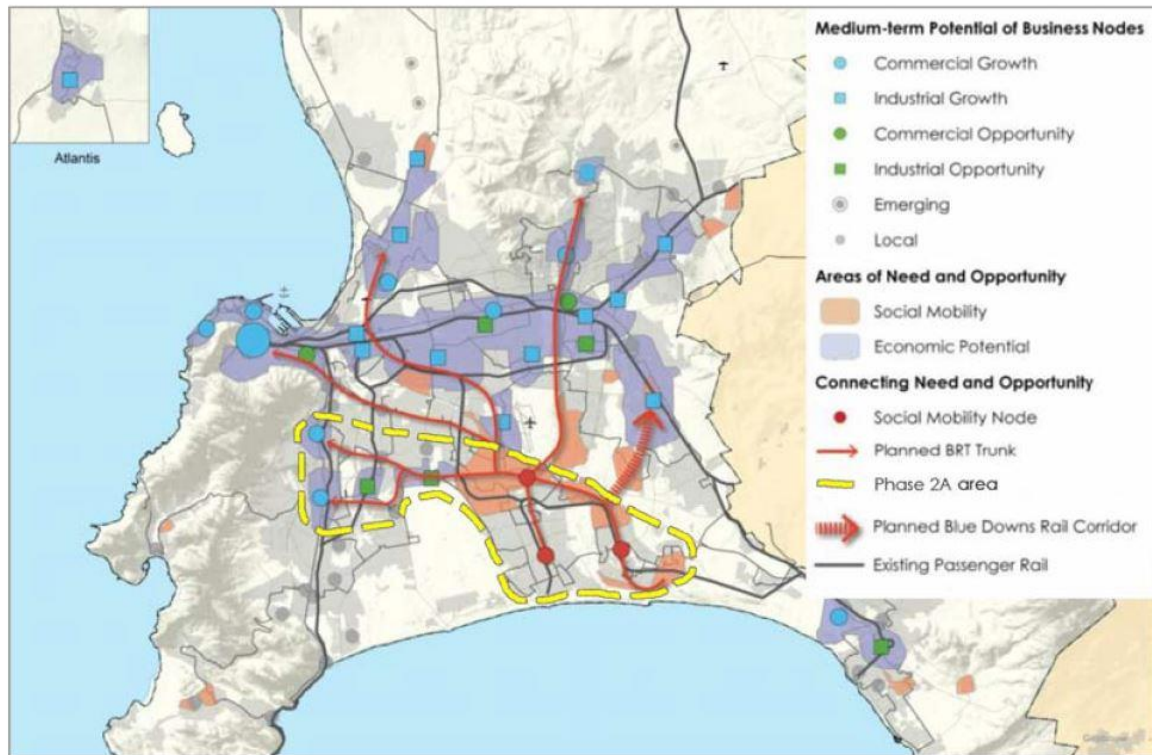 Atlantis
Medium-term Potential of Business Nodes
Commercial Growth
Industrial Growth
Commercial Opportunity
Industrial Opportunity
Emerging
Local
Areas of Need and Opportunity
Social Mobility
Economic Potential
Connecting Need and Opportunity
Social Mobility Node
Planned BRT Trunk
Phase 2A area
Planned Blue Downs Rail Corridor
Existing Passenger Rail